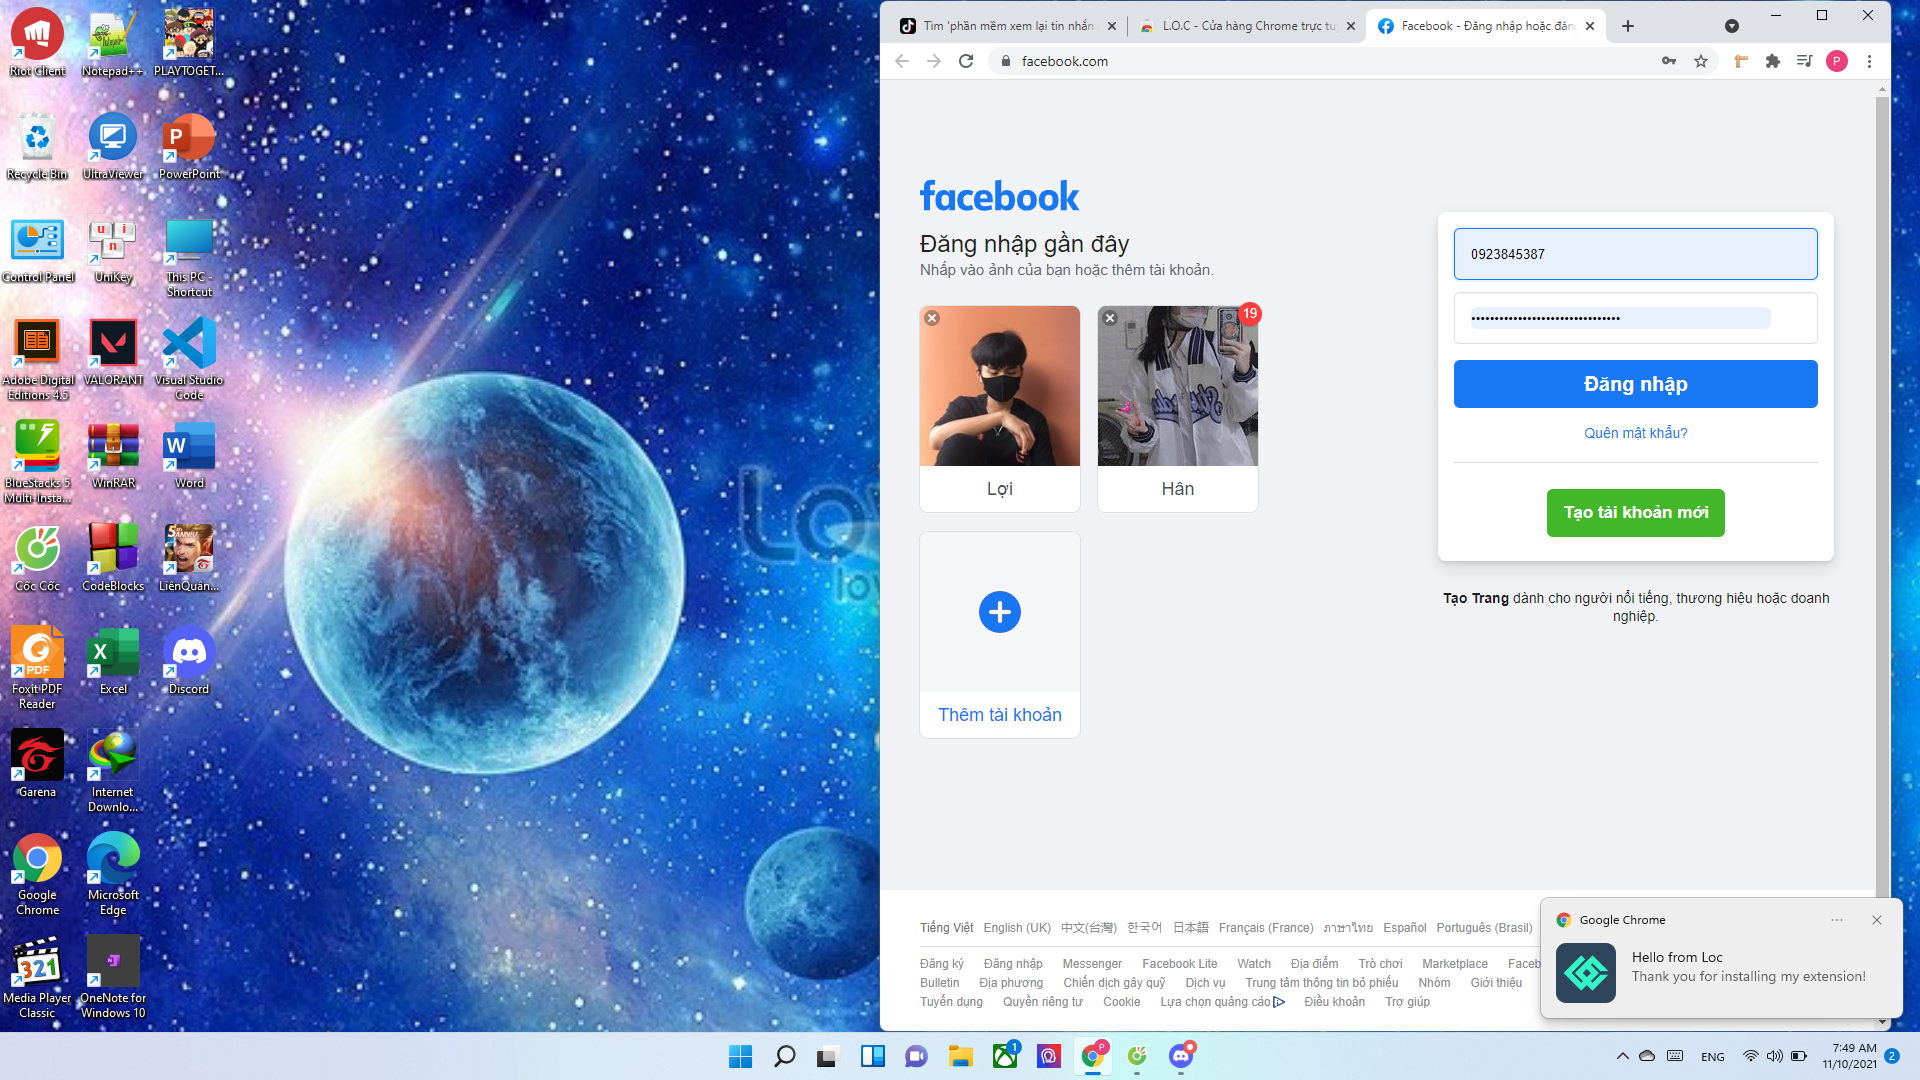 Riot Client
Notepad++
PLAYTOGET...
Recycle Bin
UltraViewer
PowerPoint
Control Panel
UniKey
This PC -
Shortcut
Adobe Digital
Editions 4.5
VALORANT
Visual Studio
Code
BlueStacks 5
Multi-Insta...
WinRAR
Word
Cốc Cốc
CodeBlocks
LiênQuân...
Foxit PDF
Reader
Excel
Discord
Garena
Internet
Downlo...
Google
Chrome
Microsoft
Edge
Media Player
Classic
OneNote for
Windows 10
Tìm 'phần mềm xem lại tin nhắn
L.O.C - Cửa hàng Chrome trực tu
Facebook - Đăng nhập hoặc đăn
facebook.com
P
facebook
Đăng nhập gần đây
Nhấp vào ảnh của bạn hoặc thêm tài khoản.
19
Lợi
Hân
Thêm tài khoản
0923845387
Đăng nhập
Quên mật khẩu?
Tạo tài khoản mới
Tạo Trang dành cho người nổi tiếng, thương hiệu hoặc doanh
nghiệp.
Tiếng Việt English (UK) 中文(台灣) 한국어 日本語 Français (France) ภาษาไทย Español Português (Brasil)
Đăng ký Đăng nhập Messenger Facebook Lite Watch Địa điểm Trò chơi Marketplace Faceb
Bulletin Địa phương Chiến dịch gây quỹ Dịch vụ Trung tâm thông tin bỏ phiếu Nhóm Giới thiệu
Tuyển dụng Quyền riêng tư Cookie Lựa chọn quảng cáo Điều khoản Trợ giúp
Google Chrome
Hello from Loc
Thank you for installing my extension!
1
P
ENG
7:49 AM
11/10/2021
2